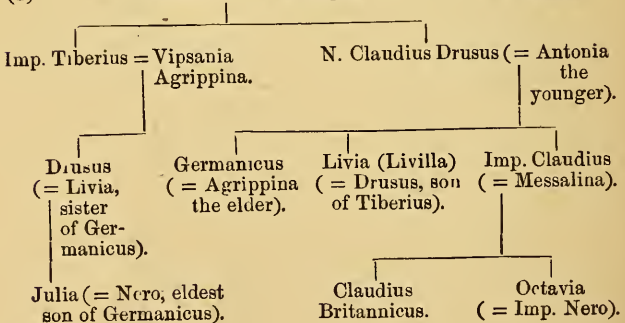 Imp. Tiberius = Vipsania
Agrippina.
N. Claudius Drusus (= Antonia
the
younger).
Drusus
(= Livia,
sister
of Ger-
manicus).
Germanicus
( = Agrippina
the elder).
Livia (Livilla)
( = Drusus, son
of Tiberius).
Imp. Claudius
( = Messalina).
Julia (= Nero, eldest
son of Germanicus).
Claudius
Britannicus.
Octavia
( = Imp. Nero).